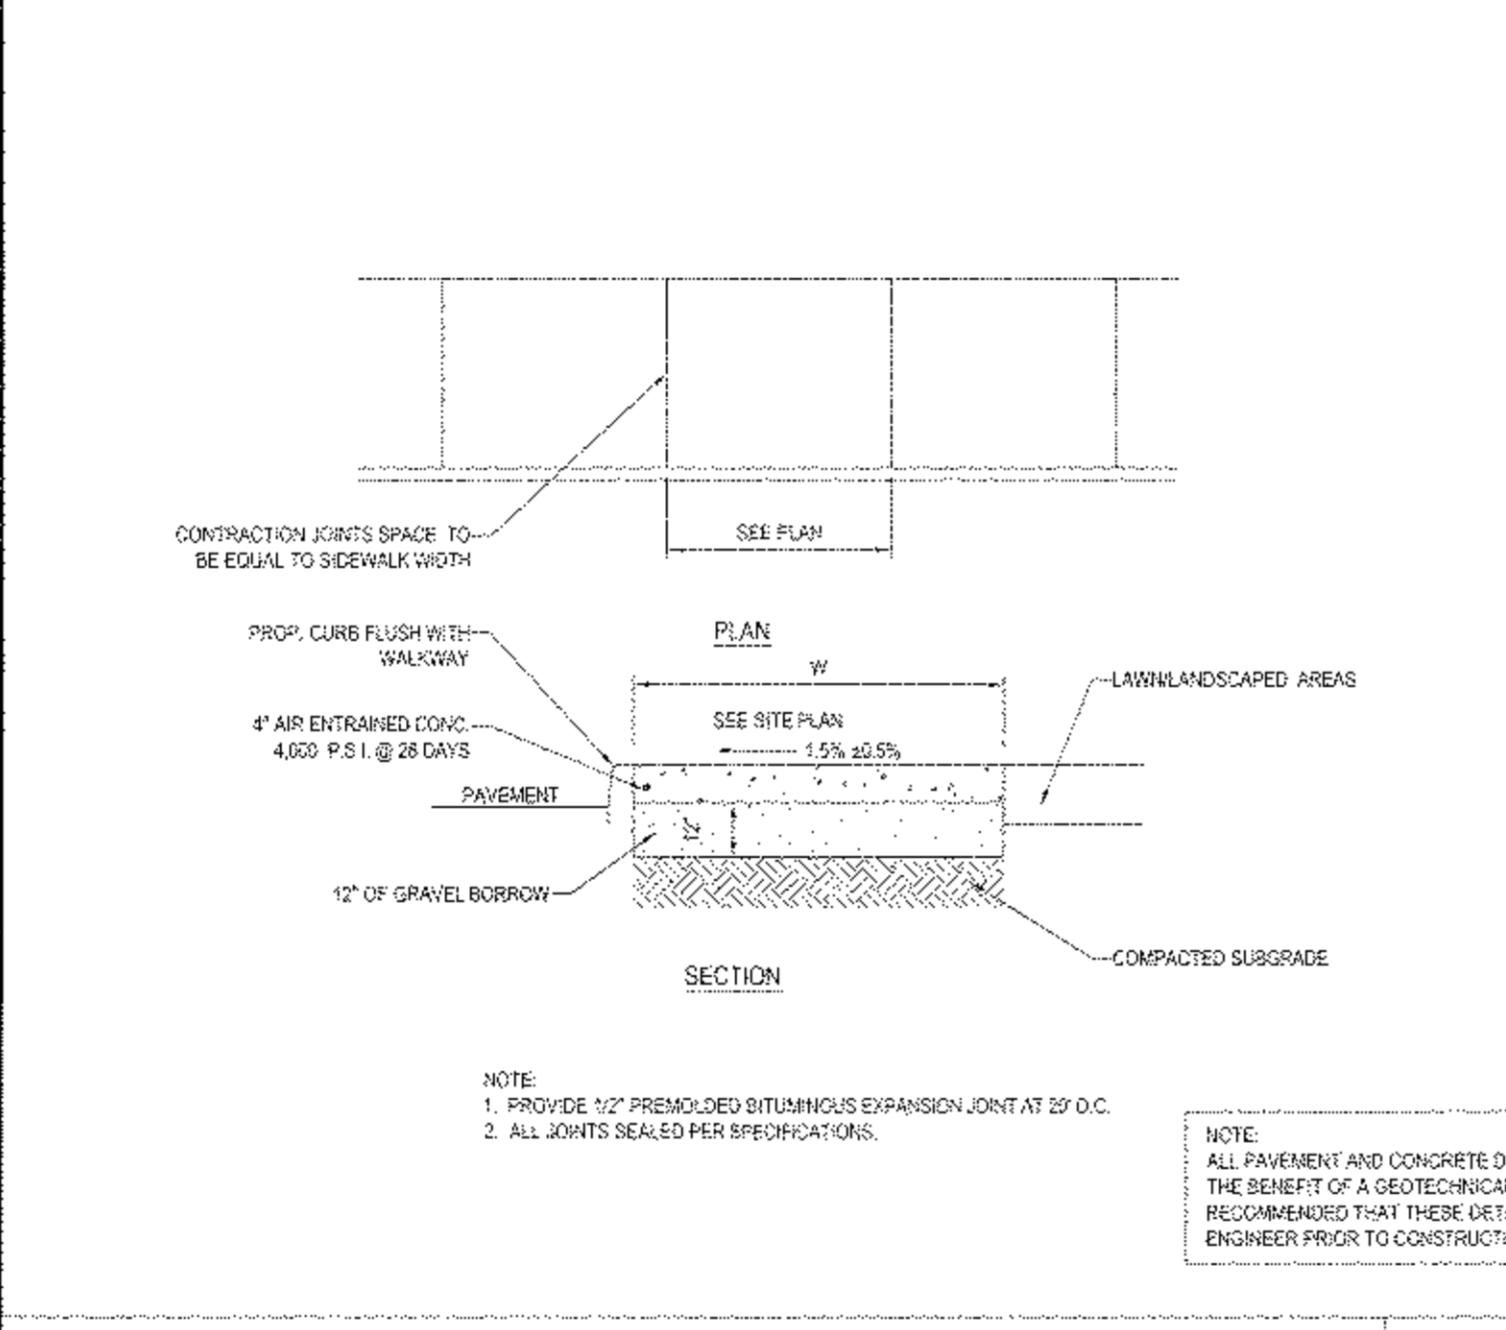 CONTRACTION JOINTS SPACE TO
BE EQUAL TO SIDEWALK WIDTH
SEE PLAN
PLAN
PROP. CURB FLUSH WITH
WALKWAY
W
LAWN/LANDSCAPED AREAS
4" AIR ENTRAINED CONC.
4,000 P.S.I. @ 28 DAYS
SEE SITE PLAN
1.5% ±0.5%
PAVEMENT
12"
12" OF GRAVEL BORROW
COMPACTED SUBGRADE
SECTION
NOTE:
1. PROVIDE 1/2" PREMOLDED BITUMINOUS EXPANSION JOINT AT 20' O.C.
2. ALL JOINTS SEALED PER SPECIFICATIONS.
NOTE:
ALL PAVEMENT AND CONCRETE D
THE BENEFIT OF A GEOTECHNICA
RECOMMENDED THAT THESE DET
ENGINEER PRIOR TO CONSTRUCT